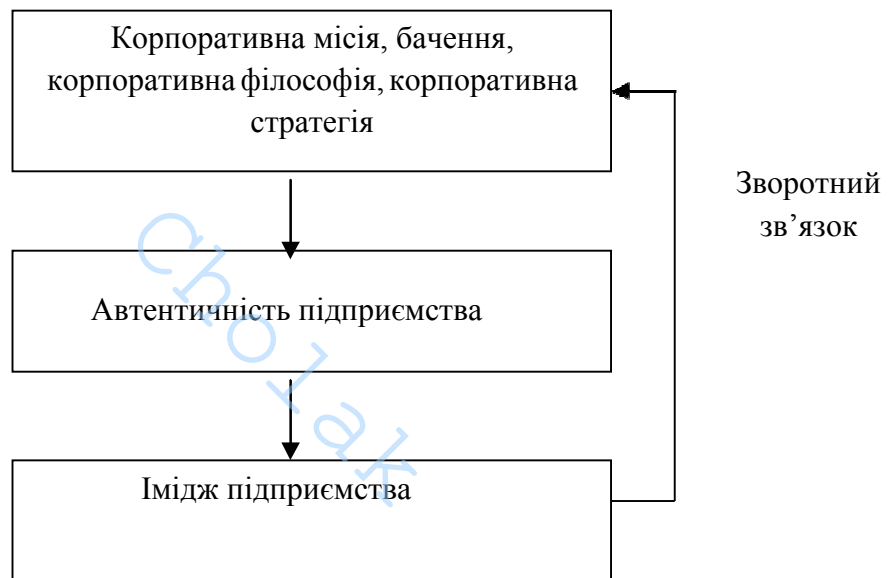 Корпоративна місія, бачення,
корпоративна філософія, корпоративна
стратегія
Зворотний
зв’язок
Автентичність підприємства
Імідж підприємства
Cholak